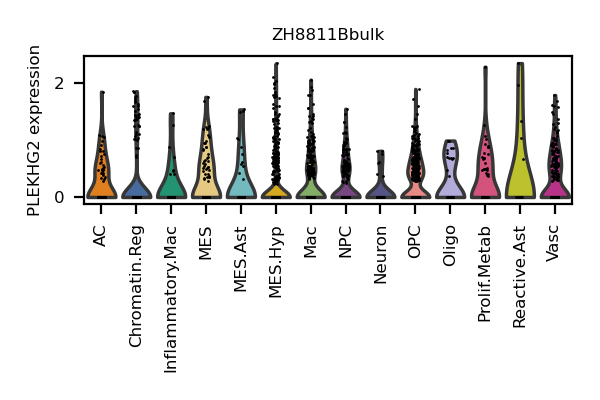 ZH8811Bbulk
PLEKHG2 expression
2
0
AC
Chromatin.Reg
Inflammatory.Mac
MES
MES.Ast
MES.Hyp
Mac
NPC
Neuron
OPC
Oligo
Prolif.Metab
Reactive.Ast
Vasc